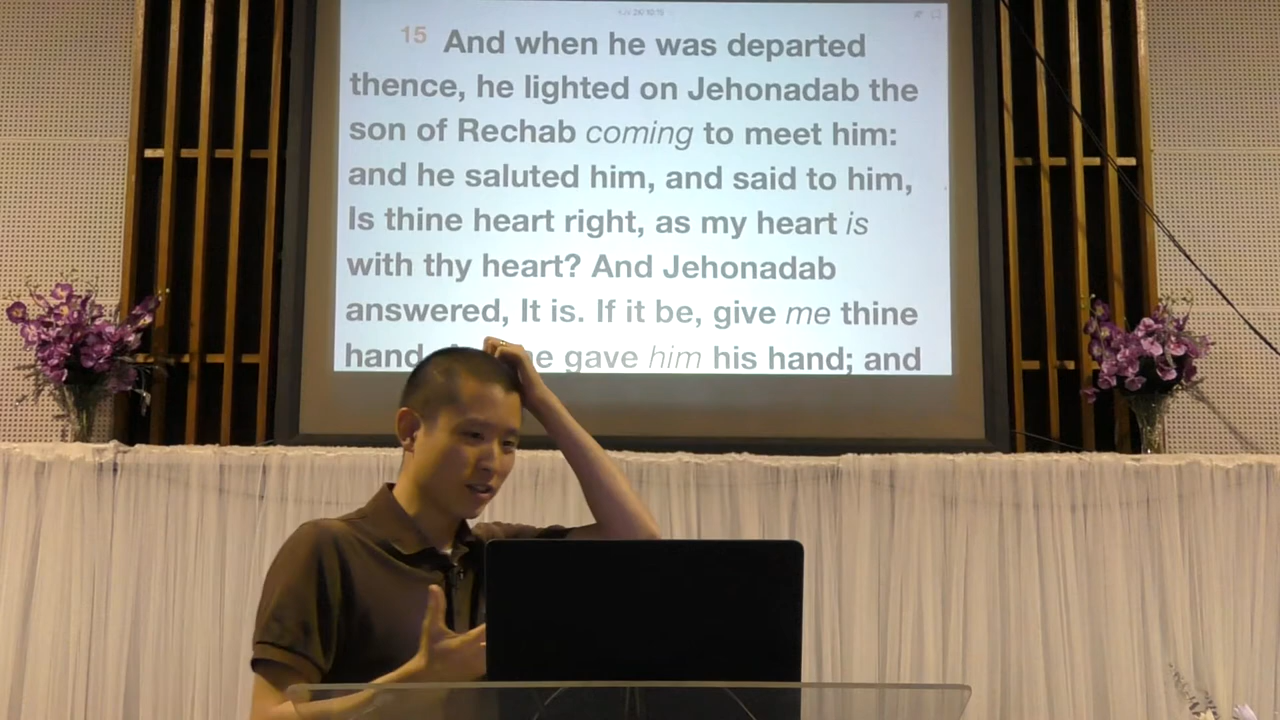 15 And when he was departed
thence, he lighted on Jehonadab the
son of Rechab coming to meet him:
and he saluted him, and said to him,
Is thine heart right, as my heart is
with thy heart? And Jehonadab
answered, It is. If it be, give me thine
hand gave him his hand; and